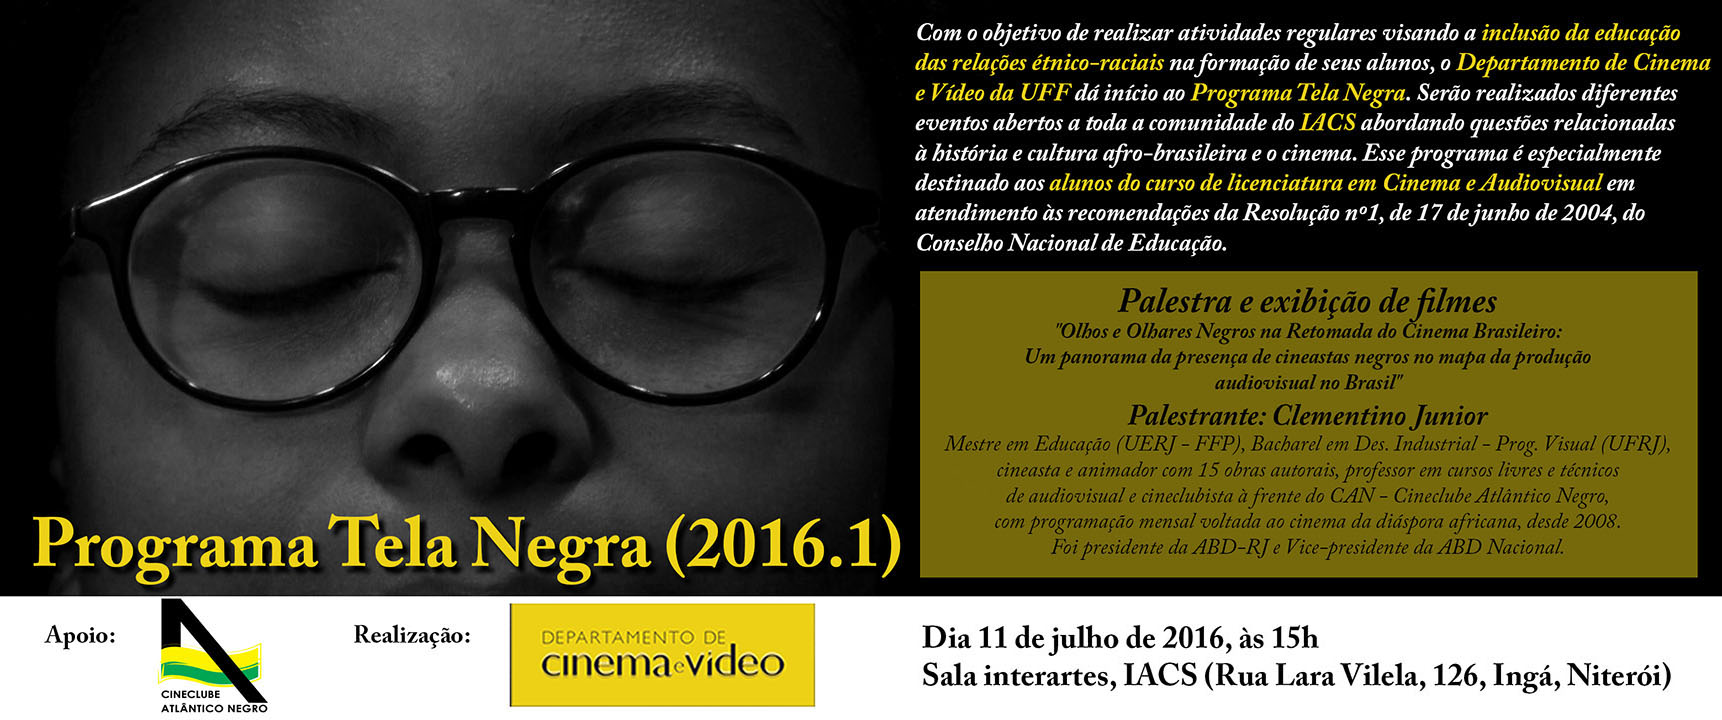 Com o objetivo de realizar atividades regulares visando a inclusão da educação
das relações étnico-raciais na formação de seus alunos, o Departamento de Cinema
e Vídeo da UFF dá início ao Programa Tela Negra. Serão realizados diferentes
eventos abertos a toda a comunidade do IACS abordando questões relacionadas
à história e cultura afro-brasileira e o cinema. Esse programa é especialmente
destinado aos alunos do curso de licenciatura em Cinema e Audiovisual em
atendimento às recomendações da Resolução nº1, de 17 de junho de 2004, do
Conselho Nacional de Educação.
Palestra e exibição de filmes
"Olhos e Olhares Negros na Retomada do Cinema Brasileiro:
Um panorama da presença de cineastas negros no mapa da produção
audiovisual no Brasil"
Palestrante: Clementino Junior
Mestre em Educação (UERJ - FFP), Bacharel em Des. Industrial - Prog. Visual (UFRJ),
cineasta e animador com 15 obras autorais, professor em cursos livres e técnicos
de audiovisual e cineclubista à frente do CAN - Cineclube Atlântico Negro,
com programação mensal voltada ao cinema da diáspora africana, desde 2008.
Foi presidente da ABD-RJ e Vice-presidente da ABD Nacional.
Programa Tela Negra (2016.1)
Apoio:
CINECLUBE
ATLÂNTICO NEGRO
Realização:
DEPARTAMENTO DE
cinema e vídeo
Dia 11 de julho de 2016, às 15h
Sala interartes, IACS (Rua Lara Vilela, 126, Ingá, Niterói)